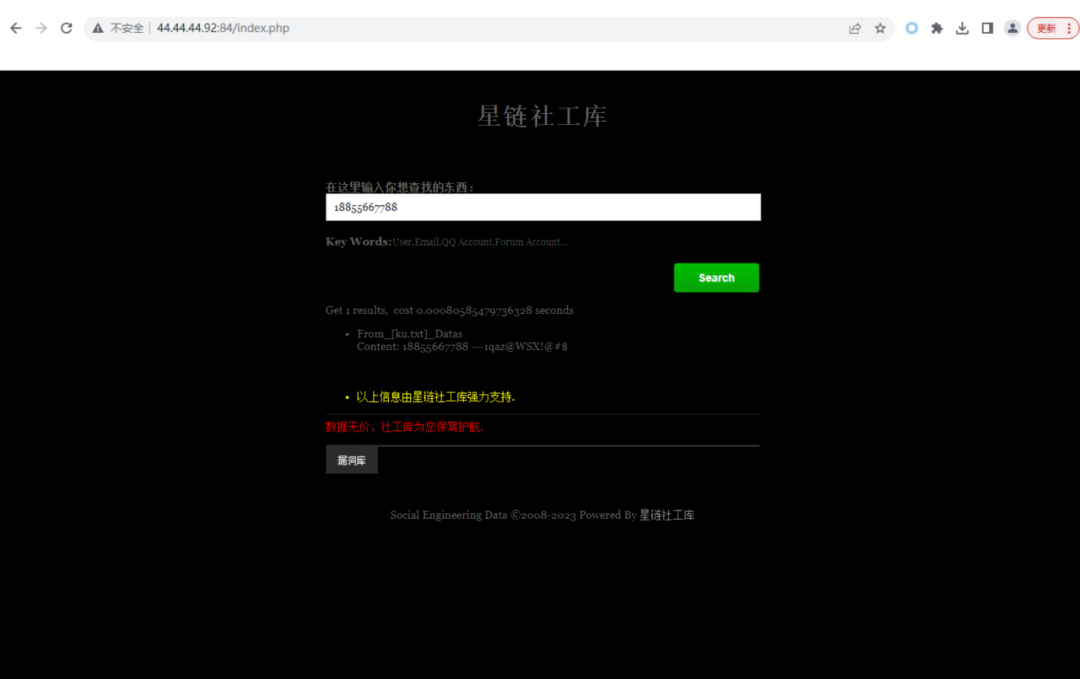 不安全 | 44.44.44.92:84/index.php
更新
星链社工库
在这里输入你想查找的东西：
18855667788
Key Words:User,Email,QQ Account,Forum Account...
Search
Get 1 results, cost 0.00080585479736328 seconds
From_[ku.txt]_Datas
Content: 18855667788 ---1qaz@WSX!@#$
以上信息由星链社工库强力支持.
数据无价，社工库为您保驾护航.
漏洞库
Social Engineering Data ©2008-2023 Powered By 星链社工库